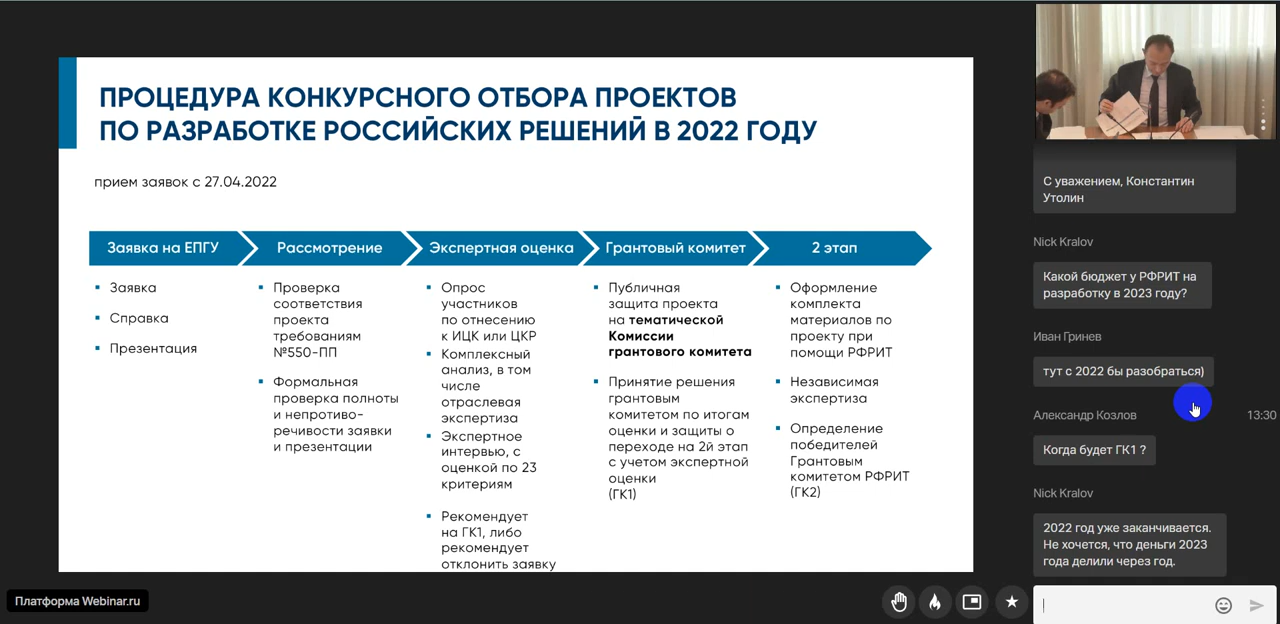 ПРОЦЕДУРА КОНКУРСНОГО ОТБОРА ПРОЕКТОВ
ПО РАЗРАБОТКЕ РОССИЙСКИХ РЕШЕНИЙ В 2022 ГОДУ
прием заявок с 27.04.2022
Заявка на ЕПГУ
Заявка
Справка
Презентация
Рассмотрение
Проверка
соответствия
проекта
требованиям
№550-ПП
Формальная
проверка полноты
и непротиво-
речивости заявки
и презентации
Экспертная оценка
Опрос
участников
по отнесению
к ИЦК или ЦКР
Комплексный
анализ, в том
числе
отраслевая
экспертиза
Экспертное
интервью, с
оценкой по 23
критериям
Рекомендует
на ГК1, либо
рекомендует
отклонить заявку
Грантовый комитет
Публичная
защита проекта
на тематической
Комиссии
грантового комитета
Принятие решения
грантовым
комитетом по итогам
оценки и защиты о
переходе на 2й этап
с учетом экспертной
оценки
(ГК1)
2 этап
Оформление
комплекта
материалов по
проекту при
помощи РФРИТ
Независимая
экспертиза
Определение
победителей
Грантовым
комитетом РФРИТ
(ГК2)
С уважением, Константин
Утолин
Nick Kralov
Какой бюджет у РФРИТ на
разработку в 2023 году?
Иван Гринев
тут с 2022 бы разобраться)
Александр Козлов 13:30
Когда будет ГК1 ?
Nick Kralov
2022 год уже заканчивается.
Не хочется, что деньги 2023
года делили через год.
Платформа Webinar.ru